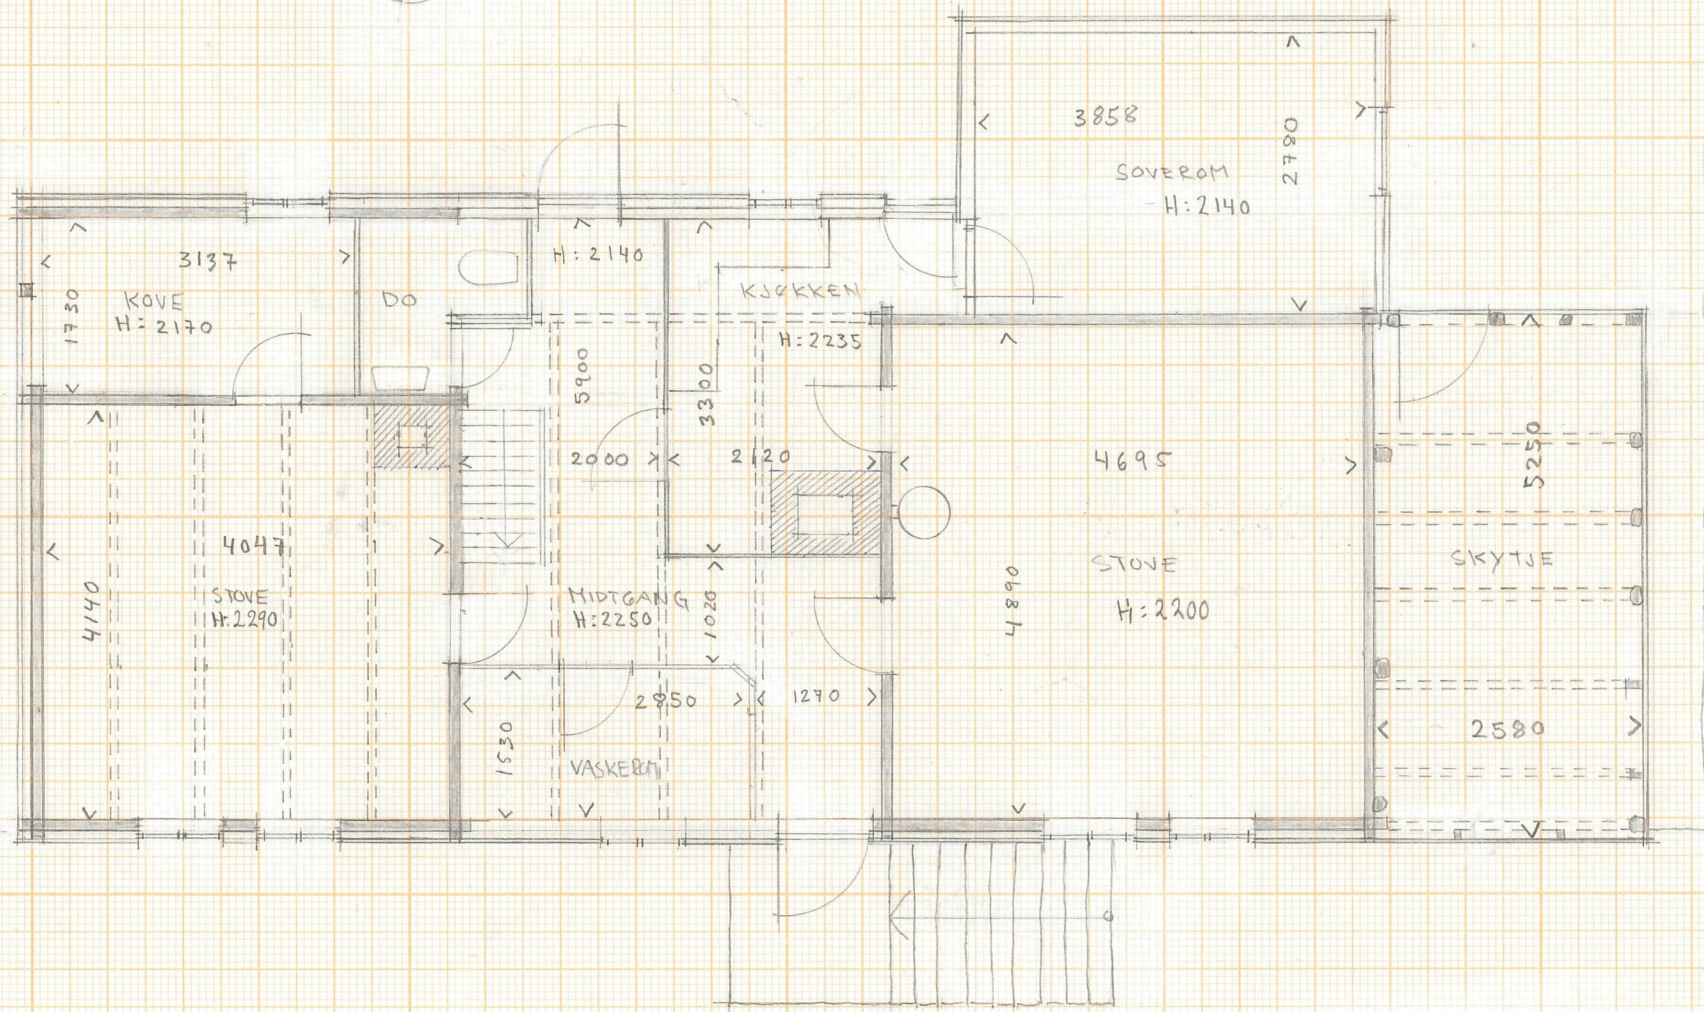 3858
2780
SOVEROM
H:2140
3137
KOVE
H:2170
1730
DO
H:2140
KJØKKEN
H:2235
5900
3300
2000
2120
4695
5250
4047
4140
STOVE
H:2290
MIDTGANG
H:2250
1020
4890
STOVE
H:2200
SKYTJE
2850
1270
2580
1530
VASKEROM